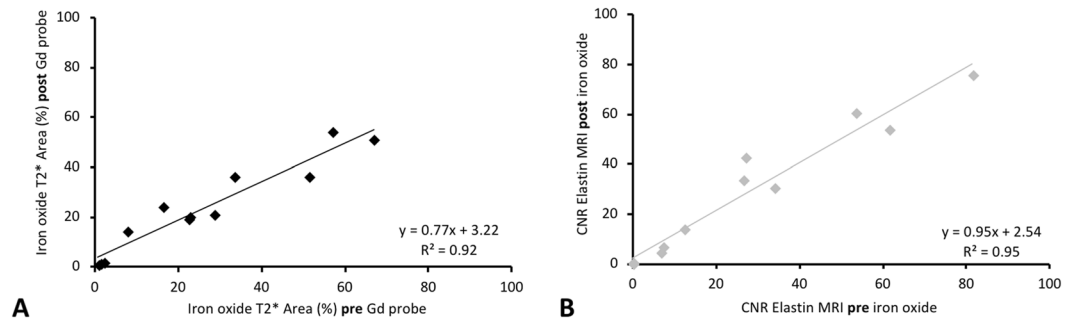 100
80
60
40
20
0
Iron oxide T2* Area (%) post Gd probe
0 20 40 60 80 100
Iron oxide T2* Area (%) pre Gd probe
y = 0.77x + 3.22
R² = 0.92
A
100
80
60
40
20
0
CNR Elastin MRI post iron oxide
0 20 40 60 80 100
CNR Elastin MRI pre iron oxide
y = 0.95x + 2.54
R² = 0.95
B